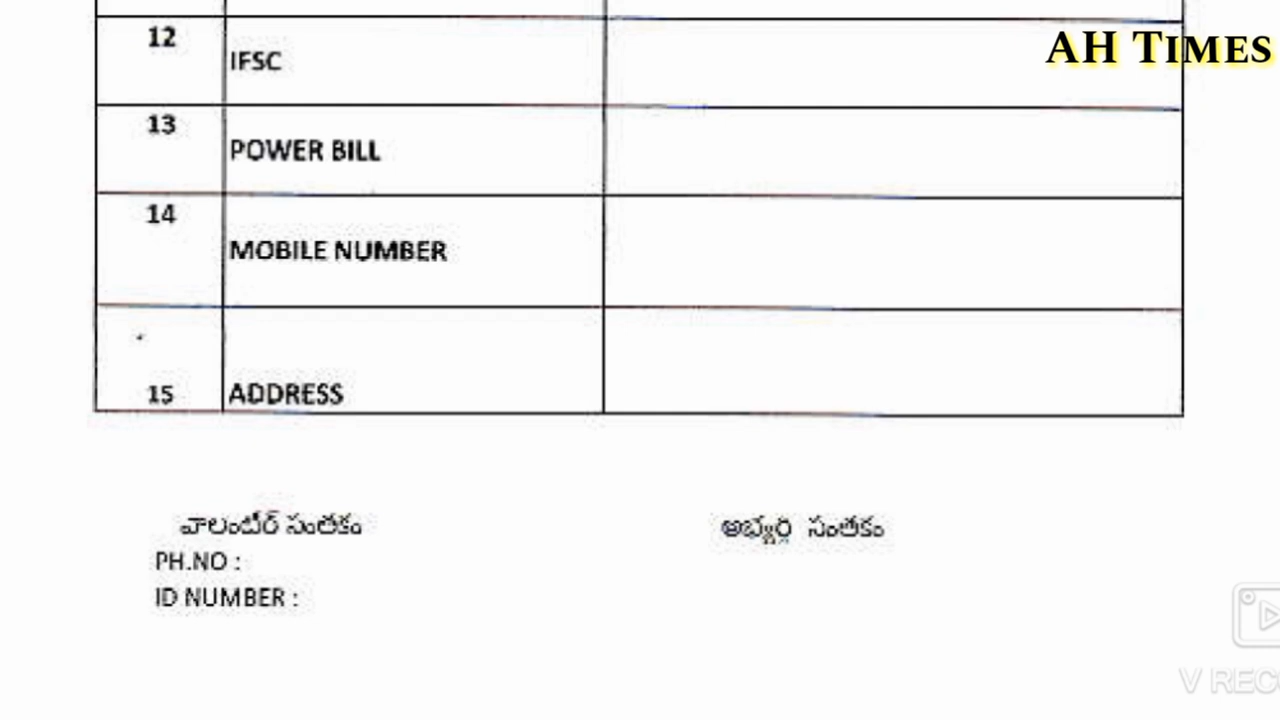 AH TIMES
12
IFSC
13
POWER BILL
14
MOBILE NUMBER
15 ADDRESS
వాలంటీర్ సంతకం
అభ్యర్ధి సంతకం
PH.NO :
ID NUMBER :
V RECO